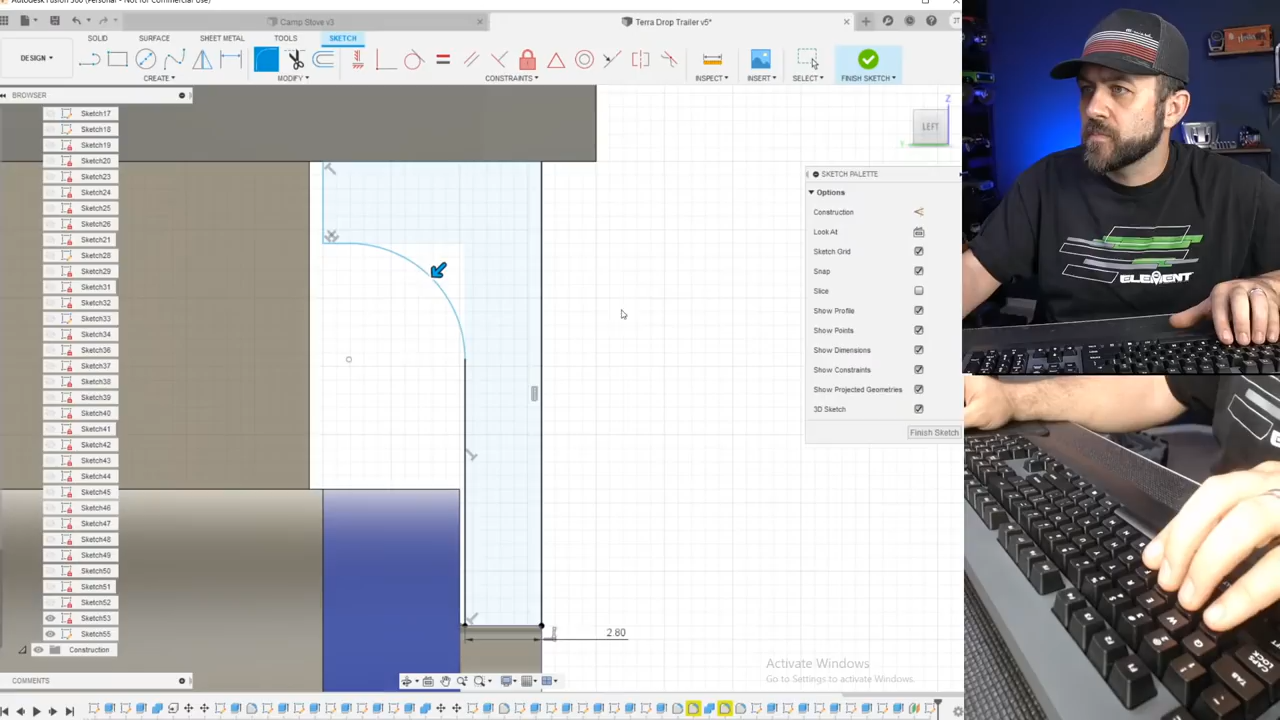 Autodesk Fusion 360 (Personal - Not for Commercial Use)
Camp Stove v3
Terra Drop Trailer v5*
SOLID
SURFACE
SHEET METAL
TOOLS
SKETCH
DESIGN
CREATE
MODIFY
CONSTRAINTS
INSPECT
INSERT
SELECT
FINISH SKETCH
BROWSER
Sketch17
Sketch18
Sketch19
Sketch20
Sketch23
Sketch24
Sketch25
Sketch26
Sketch21
Sketch28
Sketch29
Sketch31
Sketch32
Sketch33
Sketch34
Sketch36
Sketch37
Sketch38
Sketch39
Sketch40
Sketch41
Sketch42
Sketch43
Sketch44
Sketch45
Sketch46
Sketch47
Sketch48
Sketch49
Sketch50
Sketch51
Sketch52
Sketch53
Sketch55
Construction
COMMENTS
2.80
Z
LEFT
SKETCH PALETTE
Options
Construction
Look At
Sketch Grid
Snap
Slice
Show Profile
Show Points
Show Dimensions
Show Constraints
Show Projected Geometries
3D Sketch
Finish Sketch
Activate Windows
Go to Settings to activate Windows.
ELEMENT